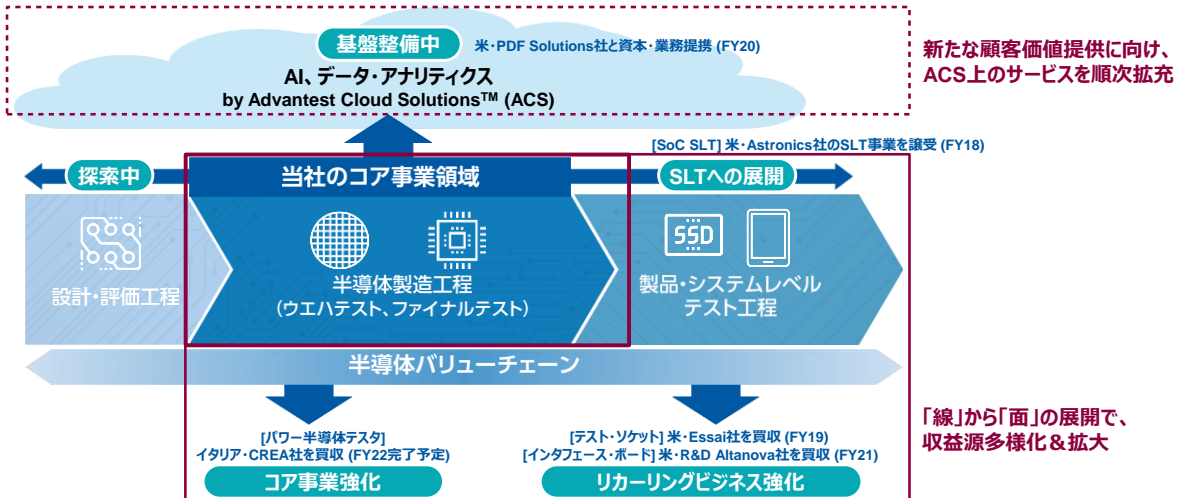 基盤整備中
米・PDF Solutions社と資本・業務提携 (FY20)
AI、データ・アナリティクス
by Advantest Cloud Solutions™ (ACS)
新たな顧客価値提供に向け、
ACS上のサービスを順次拡充
[SoC SLT] 米・Astronics社のSLT事業を譲受 (FY18)
探索中
当社のコア事業領域
SLTへの展開
設計・評価工程
半導体製造工程
(ウエハテスト、ファイナルテスト)
SSD
製品・システムレベル
テスト工程
半導体バリューチェーン
[パワー半導体テスタ]
イタリア・CREA社を買収 (FY22完了予定)
コア事業強化
[テスト・ソケット] 米・Essai社を買収 (FY19)
[インタフェース・ボード] 米・R&D Altanova社を買収 (FY21)
リカーリングビジネス強化
「線」から「面」の展開で、
収益源多様化＆拡大